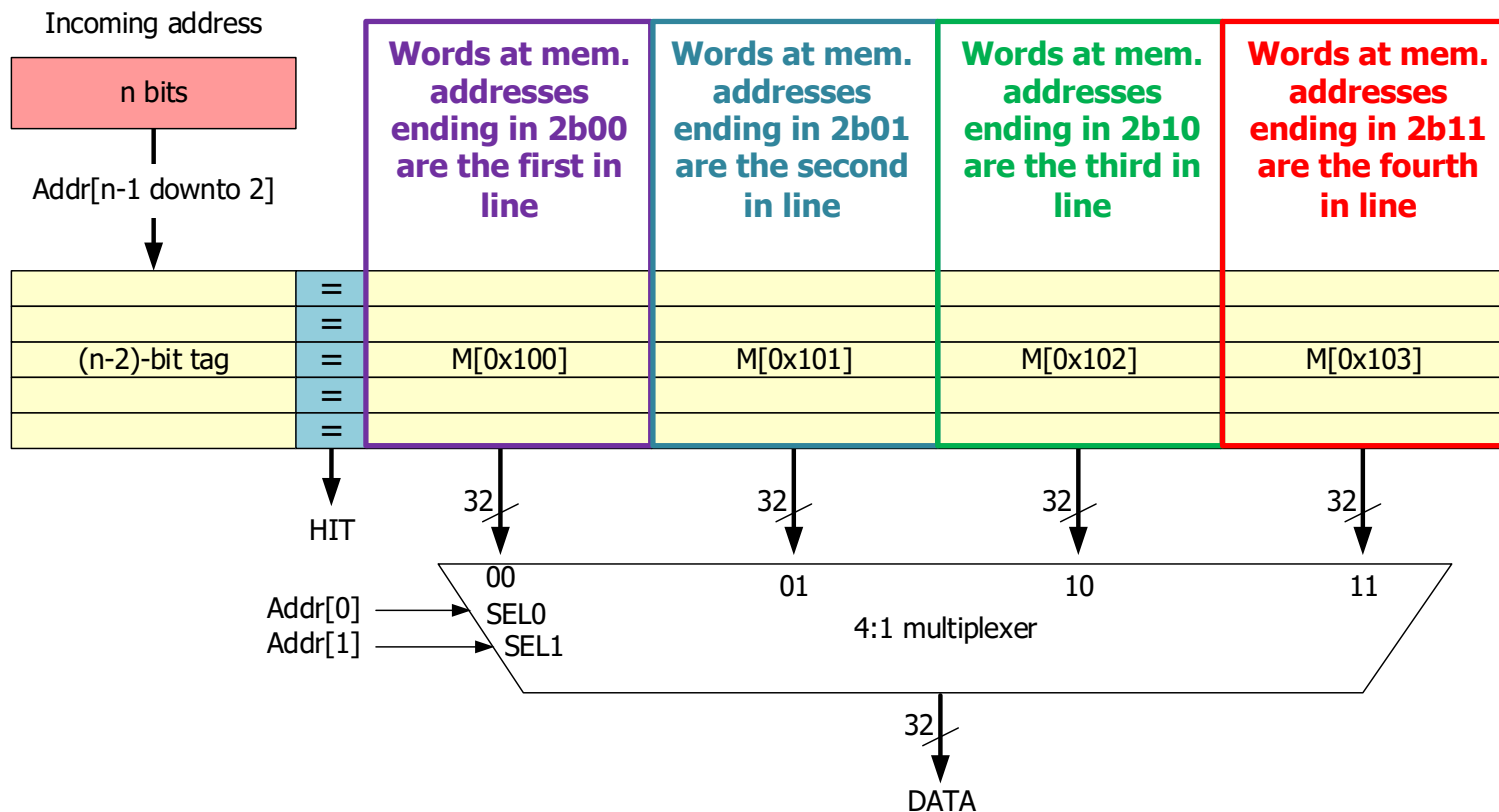 Incoming address
n bits
Addr[n-1 downto 2]
Words at mem.
addresses
ending in 2b00
are the first in
line
Words at mem.
addresses
ending in 2b01
are the second
in line
Words at mem.
addresses
ending in 2b10
are the third in
line
Words at mem.
addresses
ending in 2b11
are the fourth
in line
=
=
(n-2)-bit tag = M[0x100] M[0x101] M[0x102] M[0x103]
=
=
HIT
32 32 32 32
00 01 10 11
Addr[0] SEL0
Addr[1] SEL1
4:1 multiplexer
32
DATA